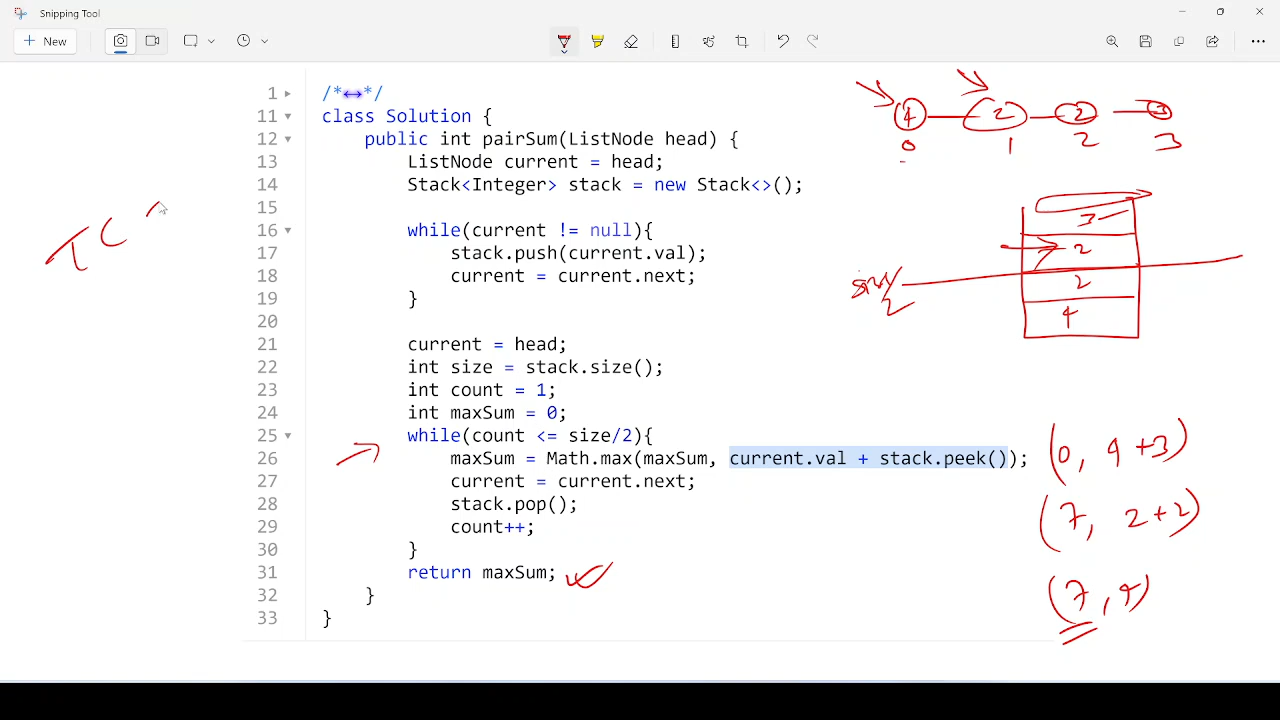 Snipping Tool
New
1 /*↔*/
11 class Solution {
12 public int pairSum(ListNode head) {
13 ListNode current = head;
14 Stack<Integer> stack = new Stack<>();
15
16 while(current != null){
17 stack.push(current.val);
18 current = current.next;
19 }
20
21 current = head;
22 int size = stack.size();
23 int count = 1;
24 int maxSum = 0;
25 while(count <= size/2){
26 maxSum = Math.max(maxSum, current.val + stack.peek());
27 current = current.next;
28 stack.pop();
29 count++;
30 }
31 return maxSum;
32 }
33 }
4 2 2 3
0 1 2 3
3
2
2
4
size/2
(0, 4+3)
(7, 2+2)
(7, 4)
TC